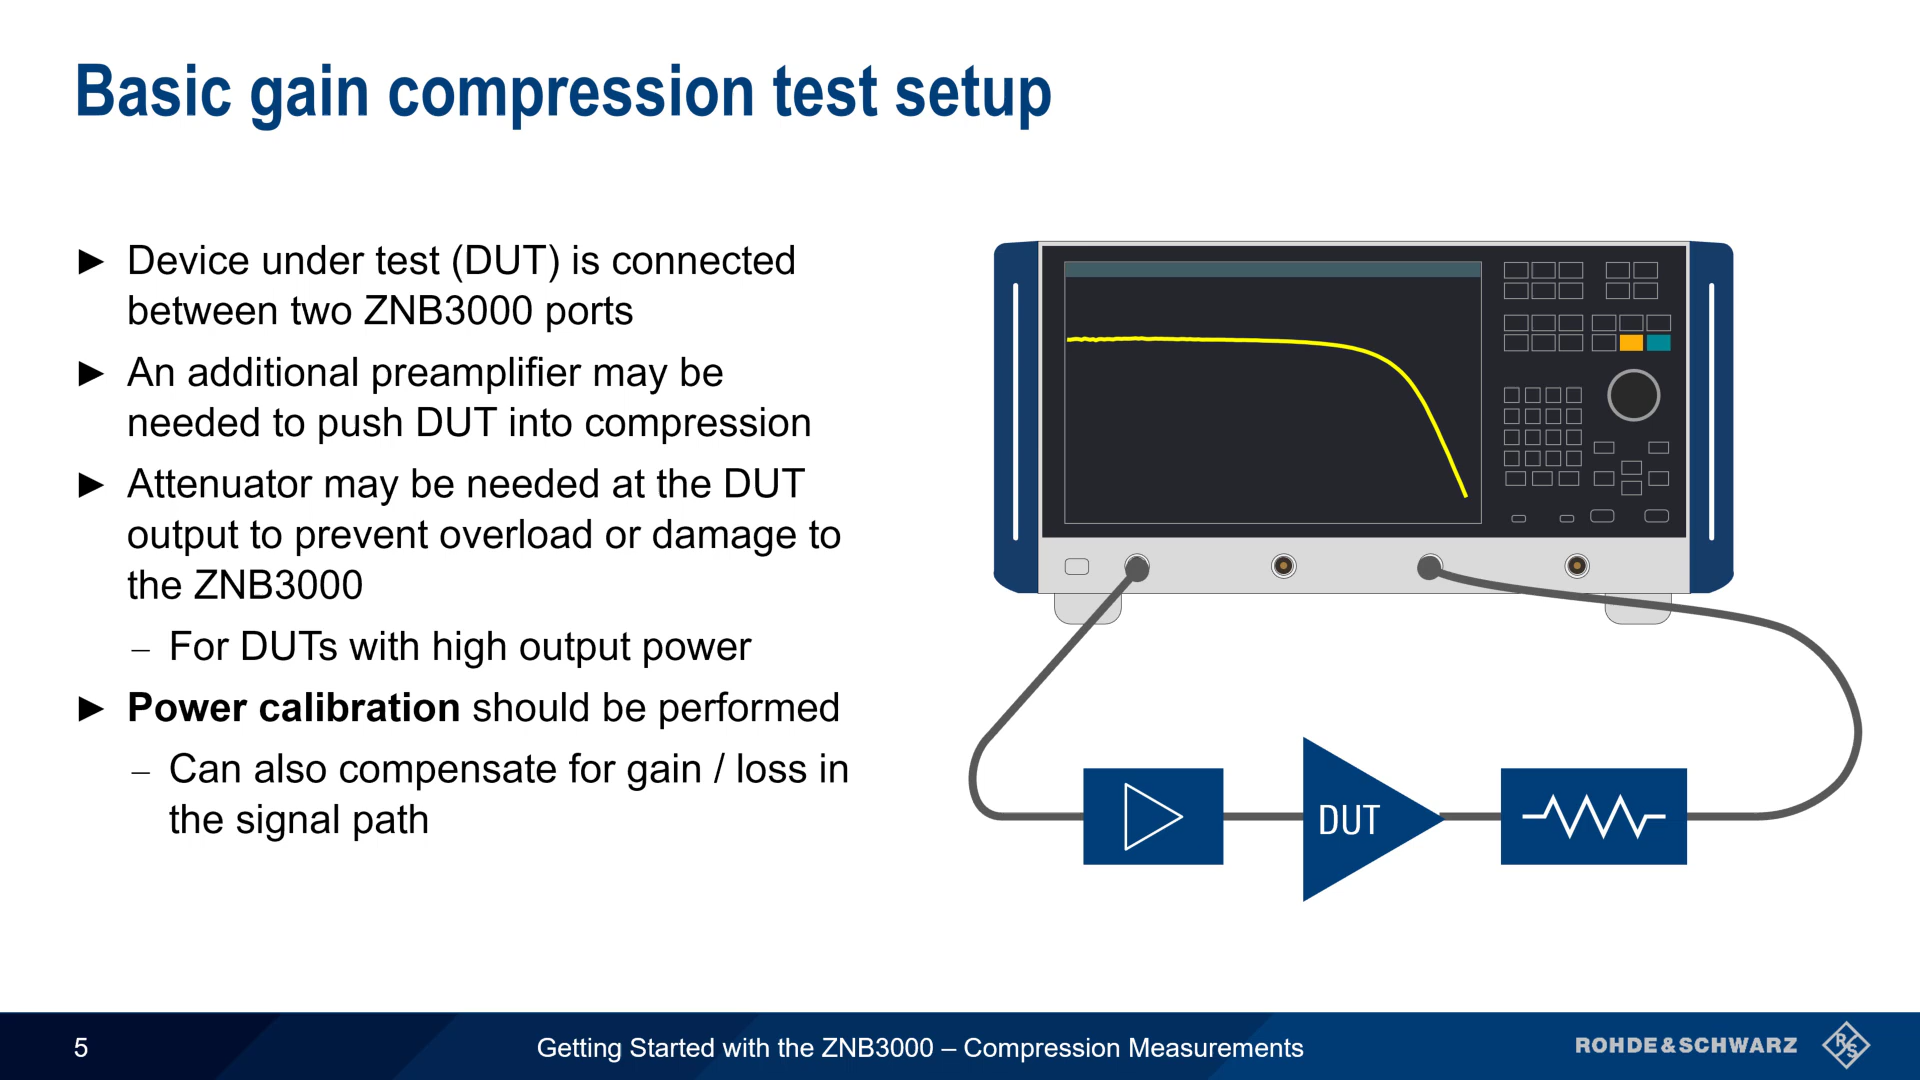 Basic gain compression test setup
► Device under test (DUT) is connected
between two ZNB3000 ports
► An additional preamplifier may be
needed to push DUT into compression
► Attenuator may be needed at the DUT
output to prevent overload or damage to
the ZNB3000
– For DUTs with high output power
► Power calibration should be performed
– Can also compensate for gain / loss in
the signal path
DUT
5
Getting Started with the ZNB3000 – Compression Measurements
ROHDE&SCHWARZ
R&S